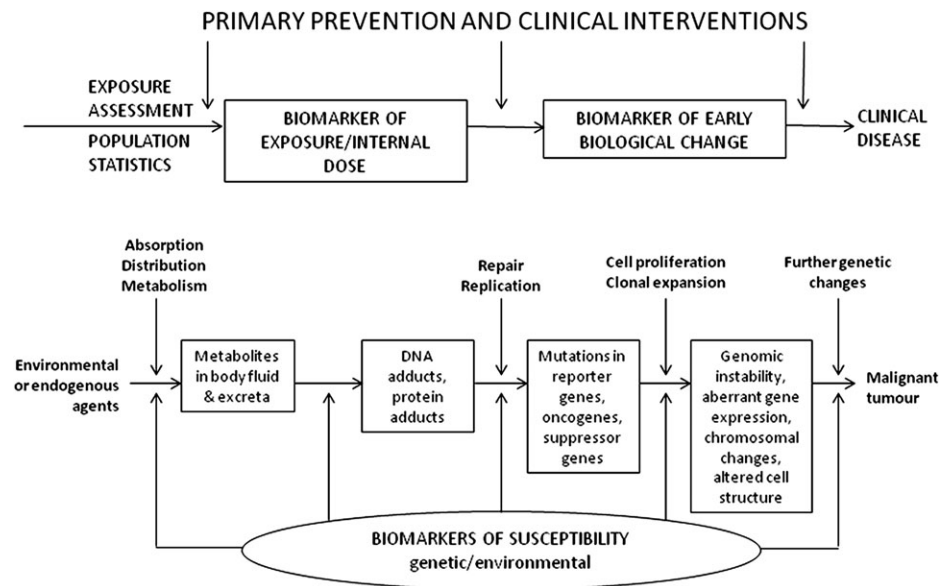 PRIMARY PREVENTION AND CLINICAL INTERVENTIONS
EXPOSURE
ASSESSMENT
POPULATION
STATISTICS
BIOMARKER OF
EXPOSURE/INTERNAL
DOSE
BIOMARKER OF EARLY
BIOLOGICAL CHANGE
CLINICAL
DISEASE
Absorption
Distribution
Metabolism
Repair
Replication
Cell proliferation
Clonal expansion
Further genetic
changes
Environmental
or endogenous
agents
Metabolites
in body fluid
& excreta
DNA
adducts,
protein
adducts
Mutations in
reporter
genes,
oncogenes,
suppressor
genes
Genomic
instability,
aberrant gene
expression,
chromosomal
changes,
altered cell
structure
Malignant
tumour
BIOMARKERS OF SUSCEPTIBILITY
genetic/environmental